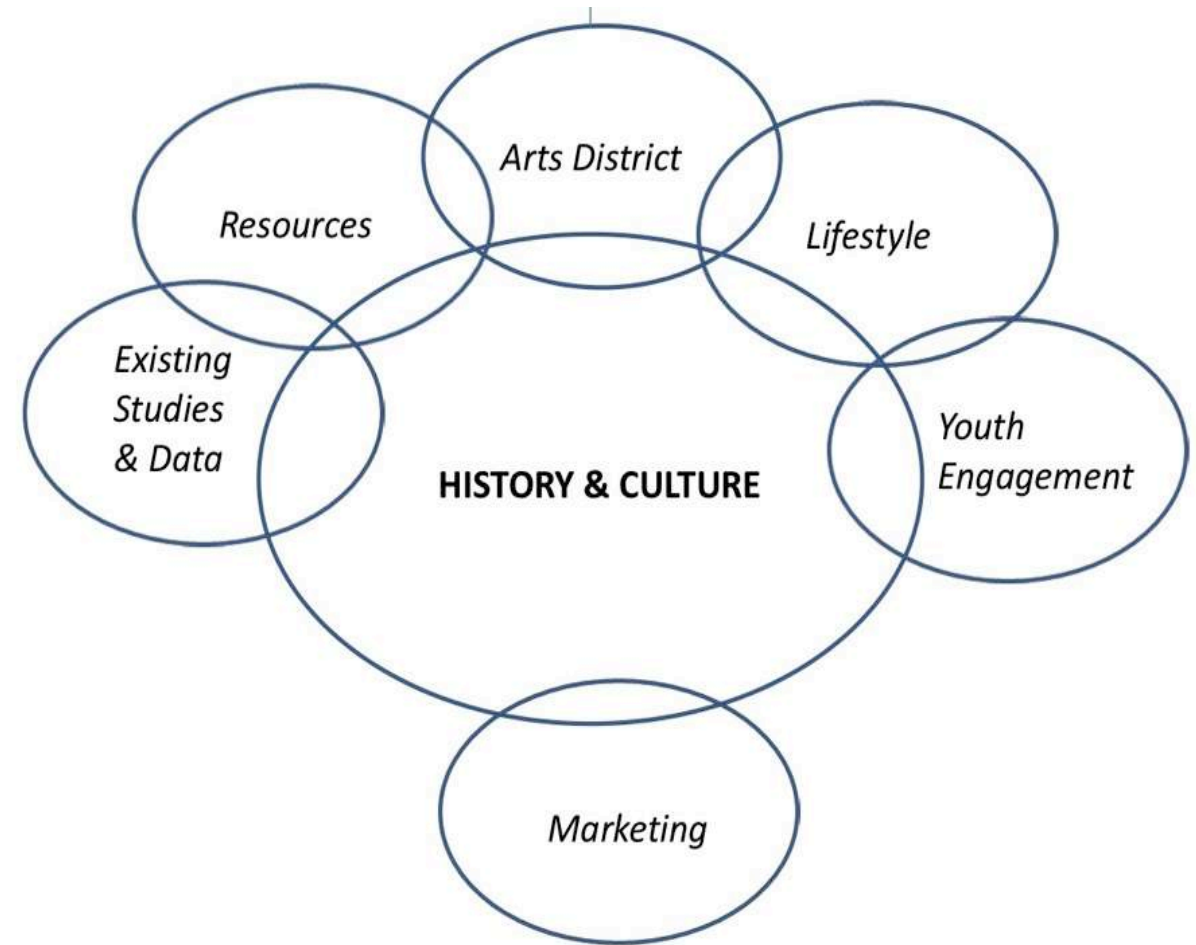 Arts District
Resources
Lifestyle
Existing
Studies
& Data
Youth
Engagement
HISTORY & CULTURE
Marketing